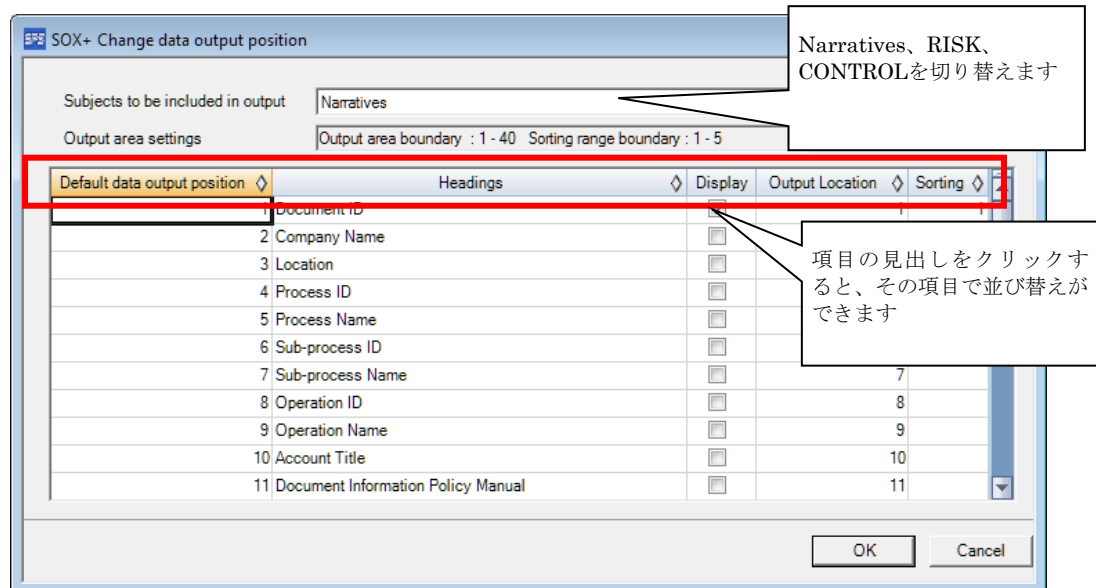 SOX+ Change data output position
Narratives、RISK、
CONTROLを切り替えます
Subjects to be included in output Narratives
Output area settings Output area boundary : 1 - 40 Sorting range boundary : 1 - 5
Default data output position Headings Display Output Location Sorting
1 Document ID 1 1
2 Company Name
3 Location
項目の見出しをクリックす
ると、その項目で並び替えが
できます
4 Process ID
5 Process Name
6 Sub-process ID
7 Sub-process Name 7
8 Operation ID 8
9 Operation Name 9
10 Account Title 10
11 Document Information Policy Manual 11
OK Cancel